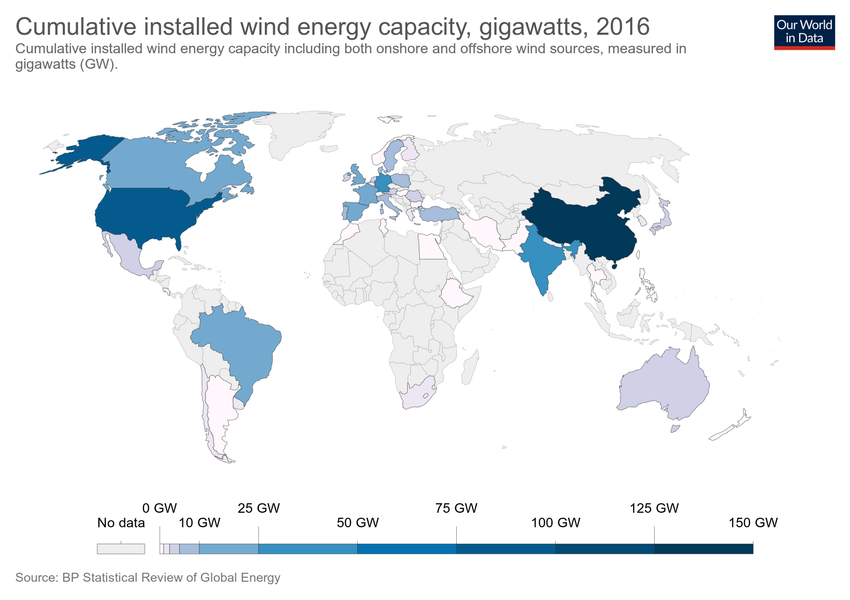 Cumulative installed wind energy capacity, gigawatts, 2016
Our World
in Data
Cumulative installed wind energy capacity including both onshore and offshore wind sources, measured in
gigawatts (GW).
0 GW 25 GW 75 GW 125 GW
No data 10 GW 50 GW 100 GW 150 GW
Source: BP Statistical Review of Global Energy